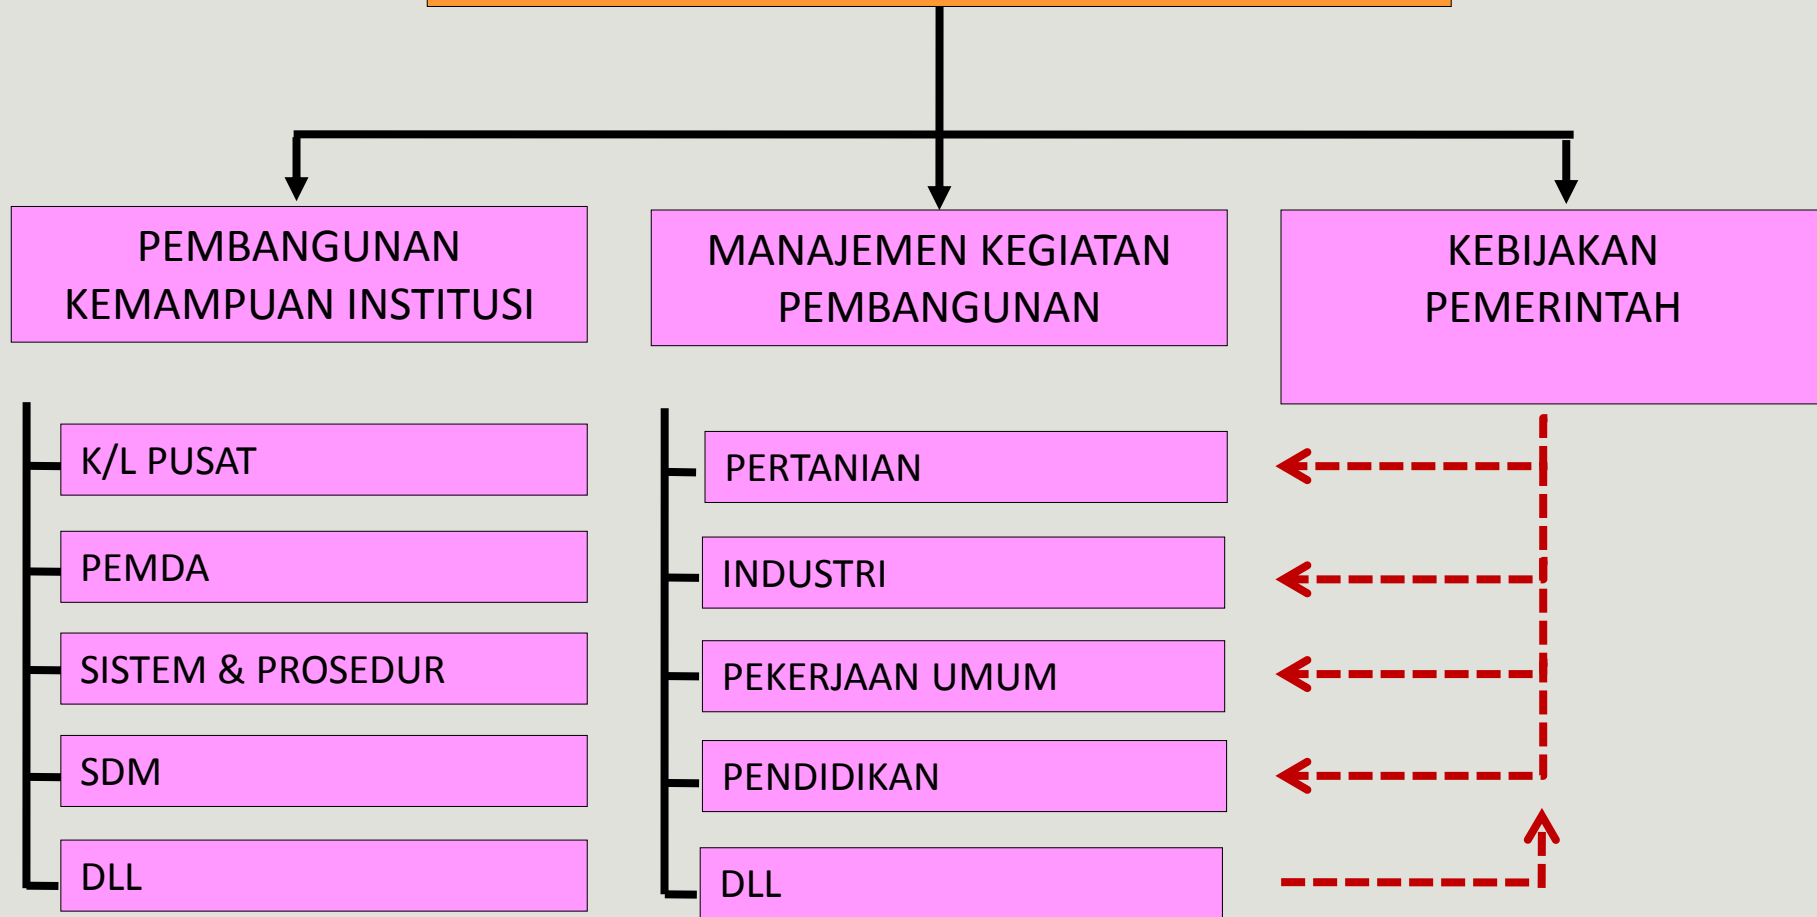 PEMBANGUNAN
KEMAMPUAN INSTITUSI
MANAJEMEN KEGIATAN
PEMBANGUNAN
KEBIJAKAN
PEMERINTAH
K/L PUSAT
PEMDA
SISTEM & PROSEDUR
SDM
DLL
PERTANIAN
INDUSTRI
PEKERJAAN UMUM
PENDIDIKAN
DLL